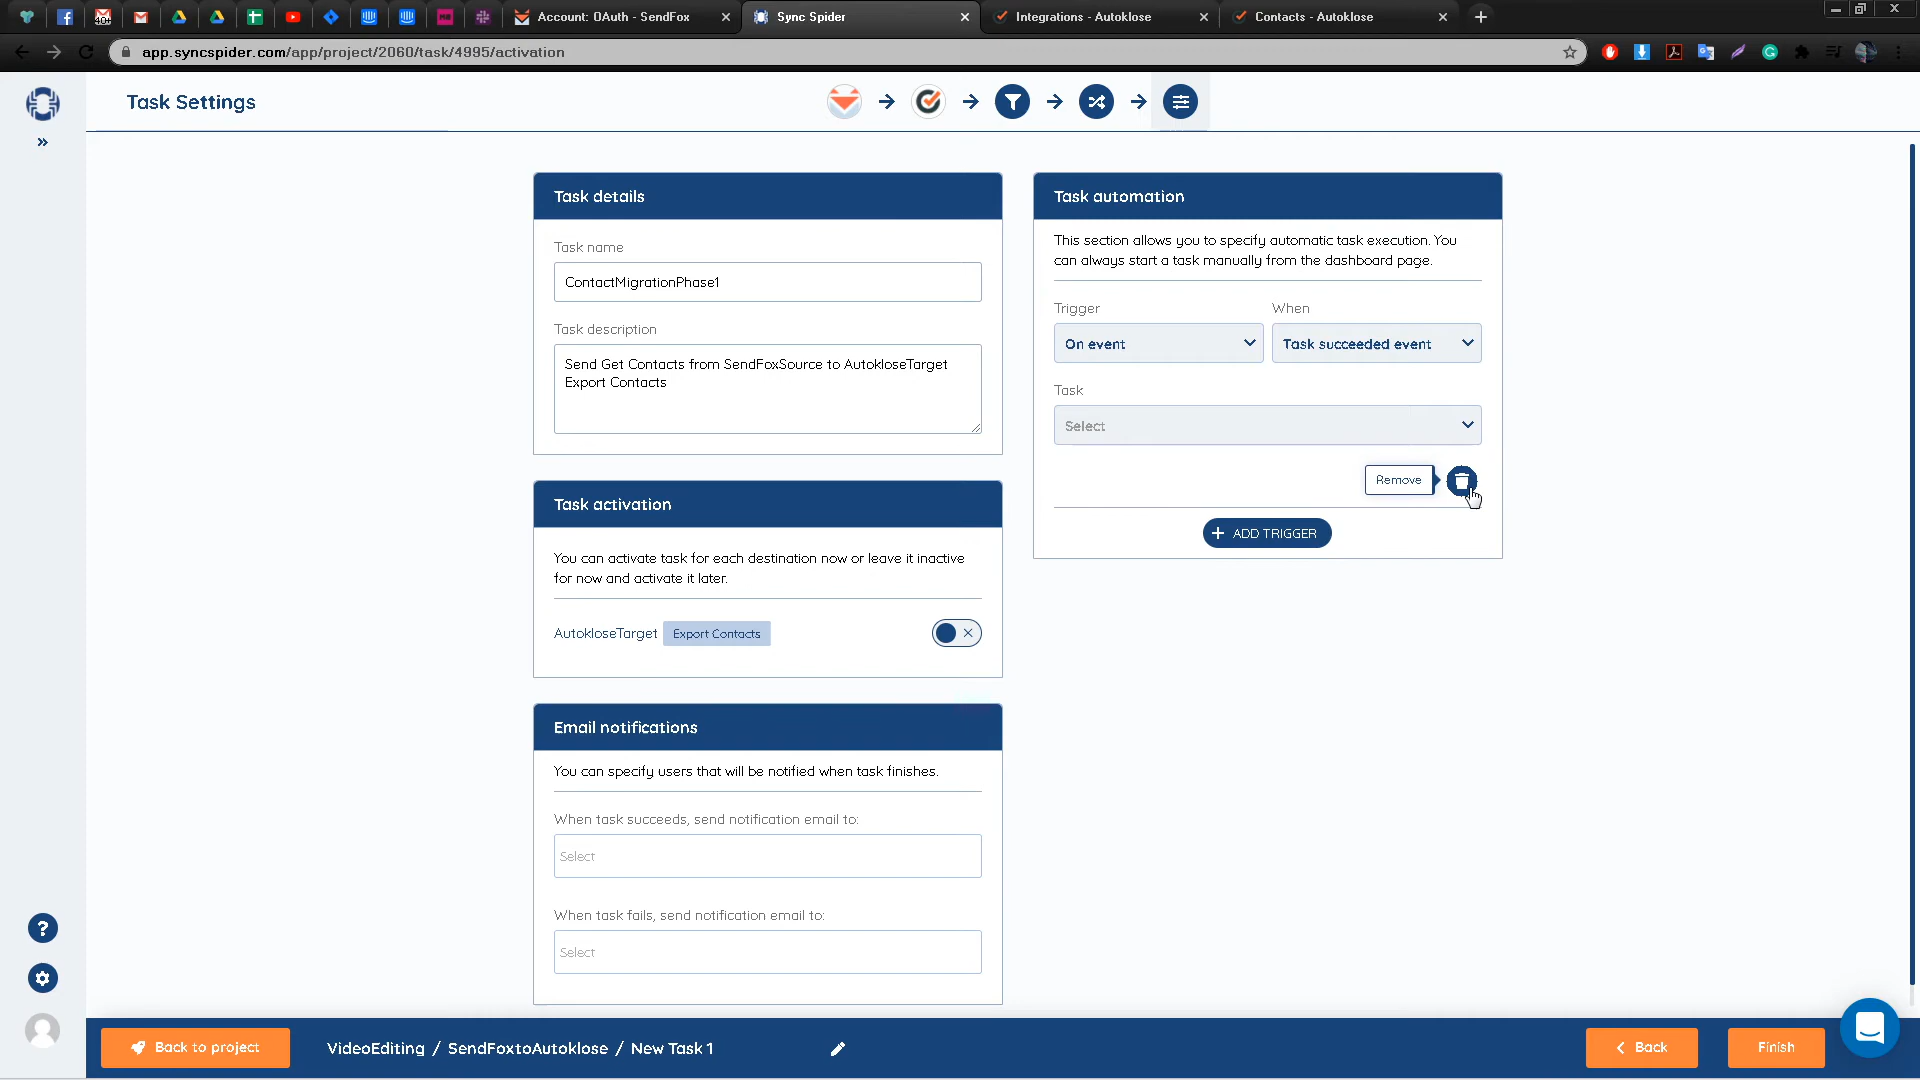 Account: OAuth - SendFox
Sync Spider
Integrations - Autoklose
Contacts - Autoklose
app.syncspider.com/app/project/2060/task/4995/activation
Task Settings
Task details
Task name
ContactMigrationPhase1
Task description
Send Get Contacts from SendFoxSource to AutokloseTarget
Export Contacts
Task activation
You can activate task for each destination now or leave it inactive
for now and activate it later.
AutokloseTarget Export Contacts
Email notifications
You can specify users that will be notified when task finishes.
When task succeeds, send notification email to:
Select
When task fails, send notification email to:
Select
Task automation
This section allows you to specify automatic task execution. You
can always start a task manually from the dashboard page.
Trigger When
On event Task succeeded event
Task
Select
Remove
+ ADD TRIGGER
Back to project
VideoEditing / SendFoxtoAutoklose / New Task 1
Back
Finish